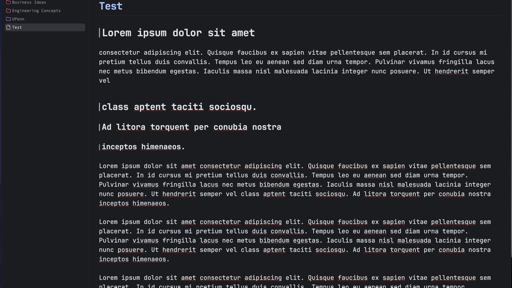 Business Ideas
Engineering Concepts
UPenn
Test
Test
Lorem ipsum dolor sit amet
consectetur adipiscing elit. Quisque faucibus ex sapien vitae pellentesque sem placerat. In id cursus mi
pretium tellus duis convallis. Tempus leo eu aenean sed diam urna tempor. Pulvinar vivamus fringilla
lacus nec metus bibendum egestas. Iaculis massa nisl malesuada lacinia integer nunc posuere. Ut hendrerit semper
vel
class aptent taciti sociosqu.
Ad litora torquent per conubia nostra
inceptos himenaeos.
Lorem ipsum dolor sit amet consectetur adipiscing elit. Quisque faucibus ex sapien vitae pellentesque sem
placerat. In id cursus mi pretium tellus duis convallis. Tempus leo eu aenean sed diam urna tempor.
Pulvinar vivamus fringilla lacus nec metus bibendum egestas. Iaculis massa nisl malesuada lacinia integer
nunc posuere. Ut hendrerit semper vel class aptent taciti sociosqu. Ad litora torquent per conubia nostra
inceptos himenaeos.
Lorem ipsum dolor sit amet consectetur adipiscing elit. Quisque faucibus ex sapien vitae pellentesque sem
placerat. In id cursus mi pretium tellus duis convallis. Tempus leo eu aenean sed diam urna tempor.
Pulvinar vivamus fringilla lacus nec metus bibendum egestas. Iaculis massa nisl malesuada lacinia integer
nunc posuere. Ut hendrerit semper vel class aptent taciti sociosqu. Ad litora torquent per conubia nostra
inceptos himenaeos.
Lorem ipsum dolor sit amet consectetur adipiscing elit. Quisque faucibus ex sapien vitae pellentesque sem
placerat. In id cursus mi pretium tellus duis convallis. Tempus leo eu aenean sed diam urna tempor.